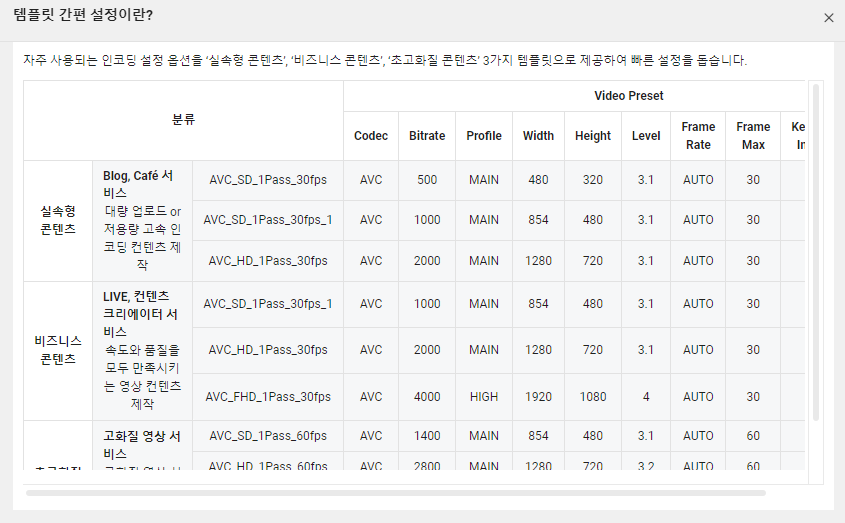 템플릿 간편 설정이란?
자주 사용되는 인코딩 설정 옵션을 '실속형 콘텐츠', '비즈니스 콘텐츠', '초고화질 콘텐츠' 3가지 템플릿으로 제공하여 빠른 설정을 돕습니다.
분류
Video Preset
Codec Bitrate Profile Width Height Level Frame Rate Frame Max
실속형 콘텐츠
Blog, Café 서
비스
대량 업로드 or
저용량 고속 인
코딩 컨텐츠 제
작
AVC_SD_1Pass_30fps AVC 500 MAIN 480 320 3.1 AUTO 30
AVC_SD_1Pass_30fps_1 AVC 1000 MAIN 854 480 3.1 AUTO 30
AVC_HD_1Pass_30fps AVC 2000 MAIN 1280 720 3.1 AUTO 30
비즈니스 콘텐츠
LIVE, 컨텐츠
크리에이터 서
비스
속도와 품질을
모두 만족시키
는 영상 컨텐츠
제작
AVC_SD_1Pass_30fps_1 AVC 1000 MAIN 854 480 3.1 AUTO 30
AVC_HD_1Pass_30fps AVC 2000 MAIN 1280 720 3.1 AUTO 30
AVC_FHD_1Pass_30fps AVC 4000 HIGH 1920 1080 4 AUTO 30
고화질 영상 서
비스
AVC_SD_1Pass_60fps AVC 1400 MAIN 854 480 3.1 AUTO 60
AVC_HD_1Pass_60fps AVC 2800 MAIN 1280 720 3.2 AUTO 60